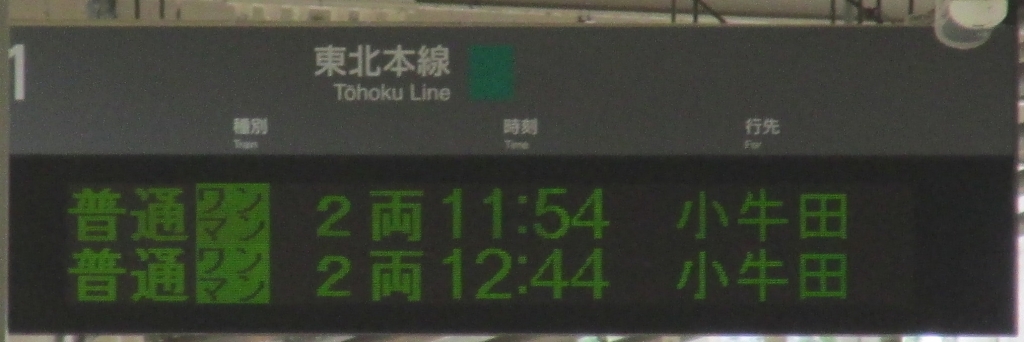 1
東北本線
Tōhoku Line
種別 時刻 行先
Train Time For
普通 ワンマン 2両 11:54 小牛田
普通 ワンマン 2両 12:44 小牛田